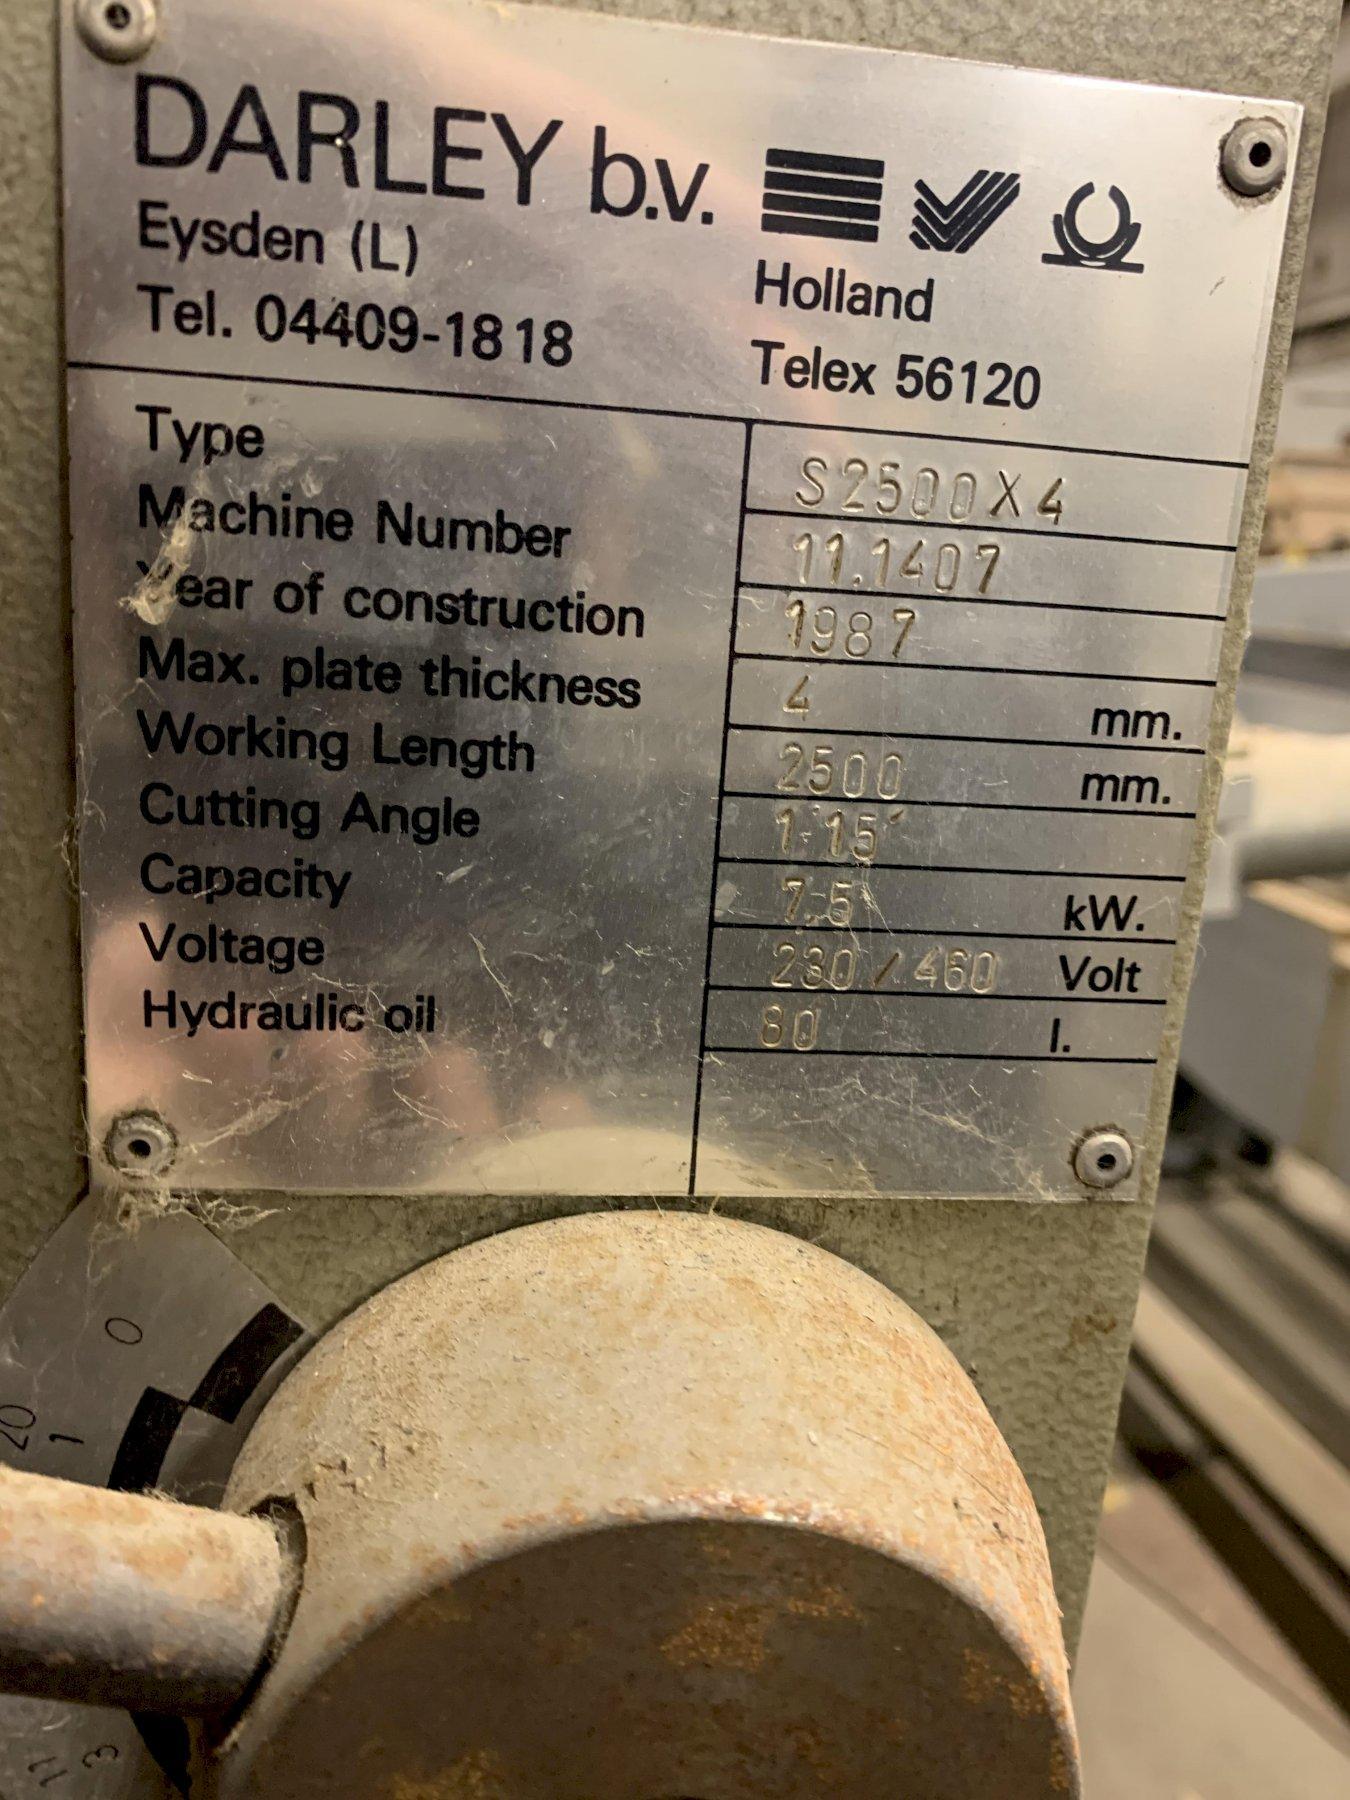 DARLEY b.v.
Eysden (L)
Holland
Tel. 04409-1818
Telex 56120
Type S2500X4
Machine Number 11.1407
Year of construction 1987
Max. plate thickness 4 mm.
Working Length 2500 mm.
Cutting Angle 1°15'
Capacity 7,5 kW.
Voltage 230/460 Volt
Hydraulic oil 80 l.
0
20
1
3